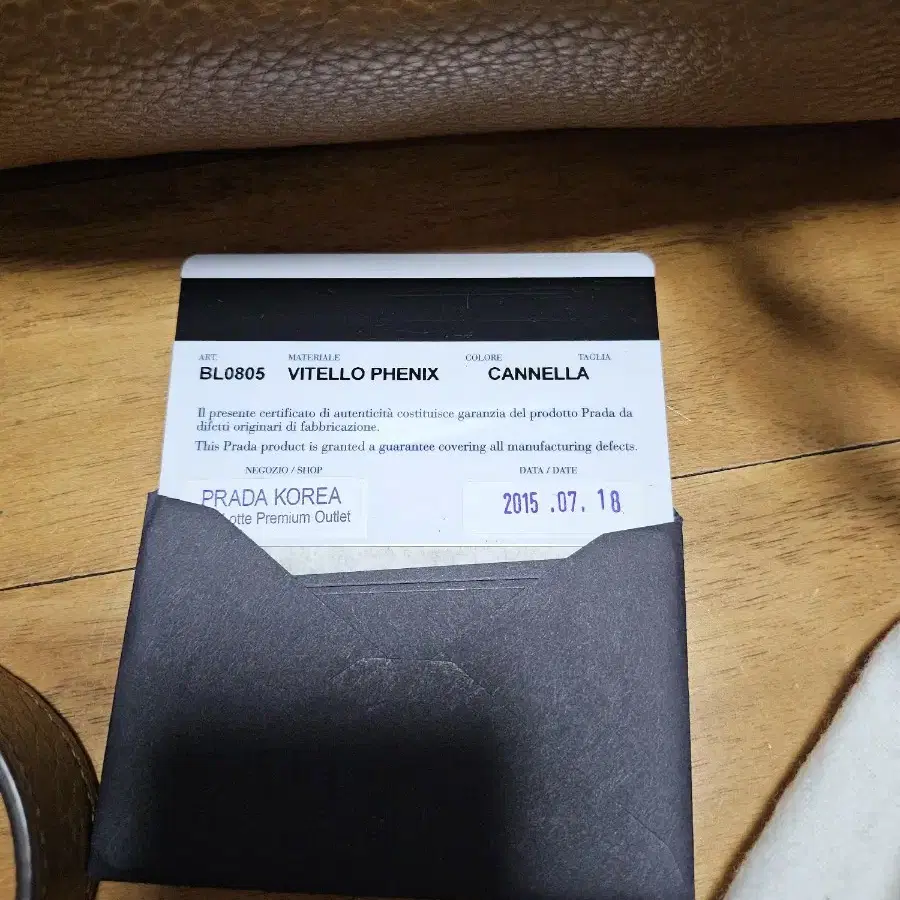 ART. MATERIALE COLORE TAGLIA
BL0805 VITELLO PHENIX CANNELLA
Il presente certificato di autenticità costituisce garanzia del prodotto Prada da
difetti originari di fabbricazione.
This Prada product is granted a guarantee covering all manufacturing defects.
NEGOZIO / SHOP DATA / DATE
PRADA KOREA 2015 .07. 18
Premium Outlet